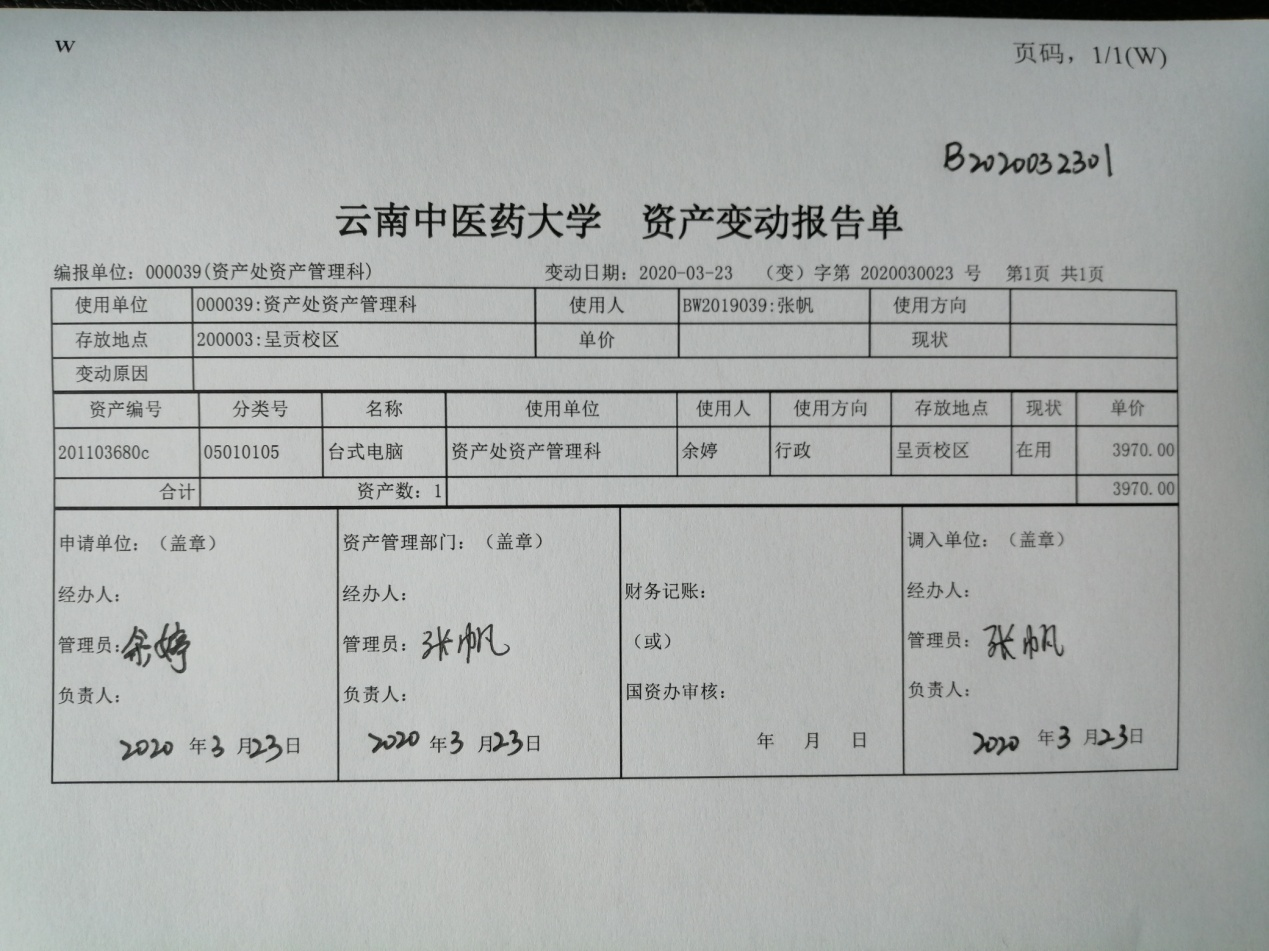 w
页码，1/1(W)
B2020032301
云南中医药大学 资产变动报告单
编报单位：000039(资产处资产管理科) 变动日期：2020-03-23 （变）字第 2020030023 号 第1页 共1页
使用单位 000039:资产处资产管理科 使用人 BW2019039:张帆 使用方向
存放地点 200003:呈贡校区 单价 现状
变动原因
资产编号 分类号 名称 使用单位 使用人 使用方向 存放地点 现状 单价
201103680c 05010105 台式电脑 资产处资产管理科 余婷 行政 呈贡校区 在用 3970.00
合计 资产数：1 3970.00
申请单位：（盖章） 资产管理部门：（盖章） 调入单位：（盖章）
经办人： 经办人： 财务记账： 经办人：
管理员：余婷 管理员：张帆 （或） 管理员：张帆
负责人： 负责人： 国资办审核： 负责人：
2020 年 3 月 23 日 2020 年 3 月 23 日 年 月 日 2020 年 3 月 23 日